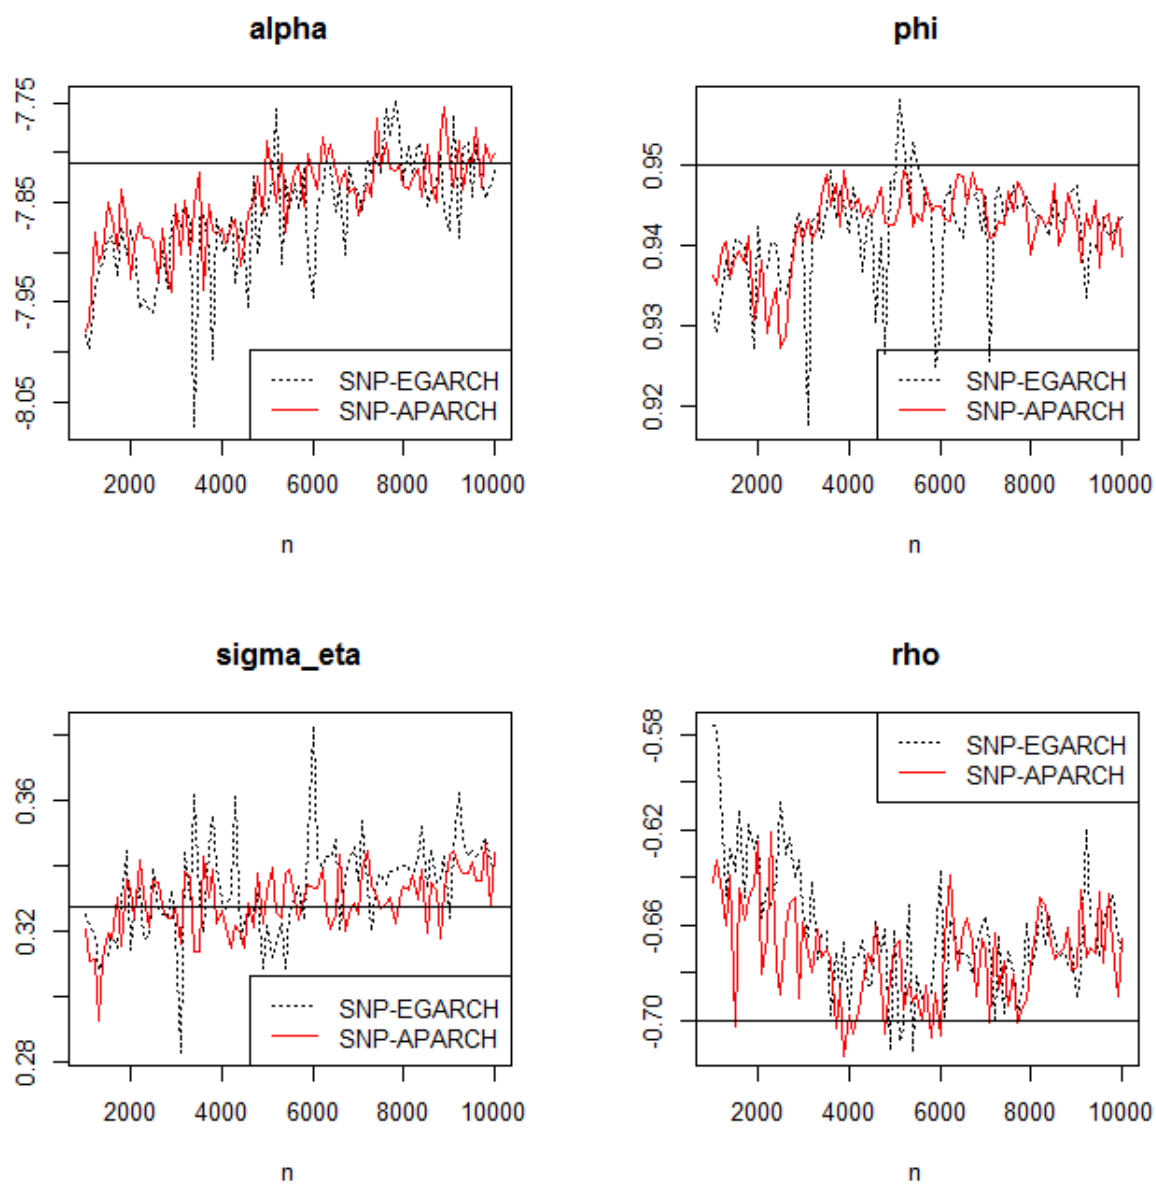 alpha
-7.75
-7.85
-7.95
-8.05
SNP-EGARCH
SNP-APARCH
2000 4000 6000 8000 10000
n
phi
0.95
0.94
0.93
0.92
SNP-EGARCH
SNP-APARCH
2000 4000 6000 8000 10000
n
sigma_eta
0.36
0.32
0.28
SNP-EGARCH
SNP-APARCH
2000 4000 6000 8000 10000
n
rho
-0.58
-0.62
-0.66
-0.70
SNP-EGARCH
SNP-APARCH
2000 4000 6000 8000 10000
n